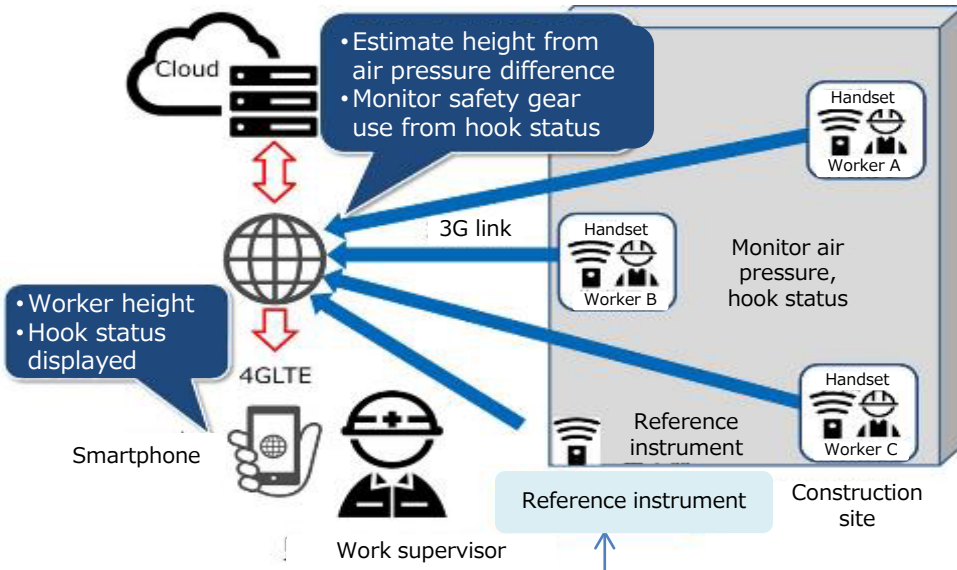 Cloud
• Estimate height from
air pressure difference
• Monitor safety gear
use from hook status
Handset
Worker A
3G link
Handset
Worker B
Monitor air
pressure,
hook status
• Worker height
• Hook status
displayed
4GLTE
Smartphone
Handset
Worker C
Reference
instrument
Reference instrument
Construction
site
Work supervisor